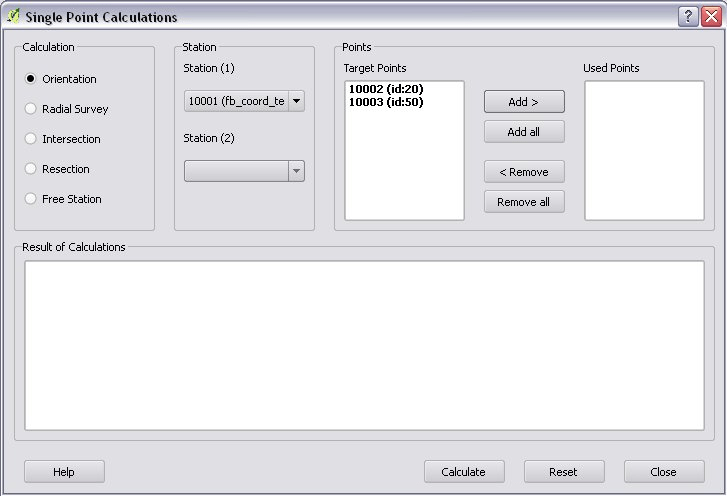 Single Point Calculations
?
Calculation
Orientation
Radial Survey
Intersection
Resection
Free Station
Station
Station (1)
10001 (fb_coord_te
Station (2)
Points
Target Points
10002 (id:20)
10003 (id:50)
Add >
Add all
< Remove
Remove all
Used Points
Result of Calculations
Help
Calculate
Reset
Close